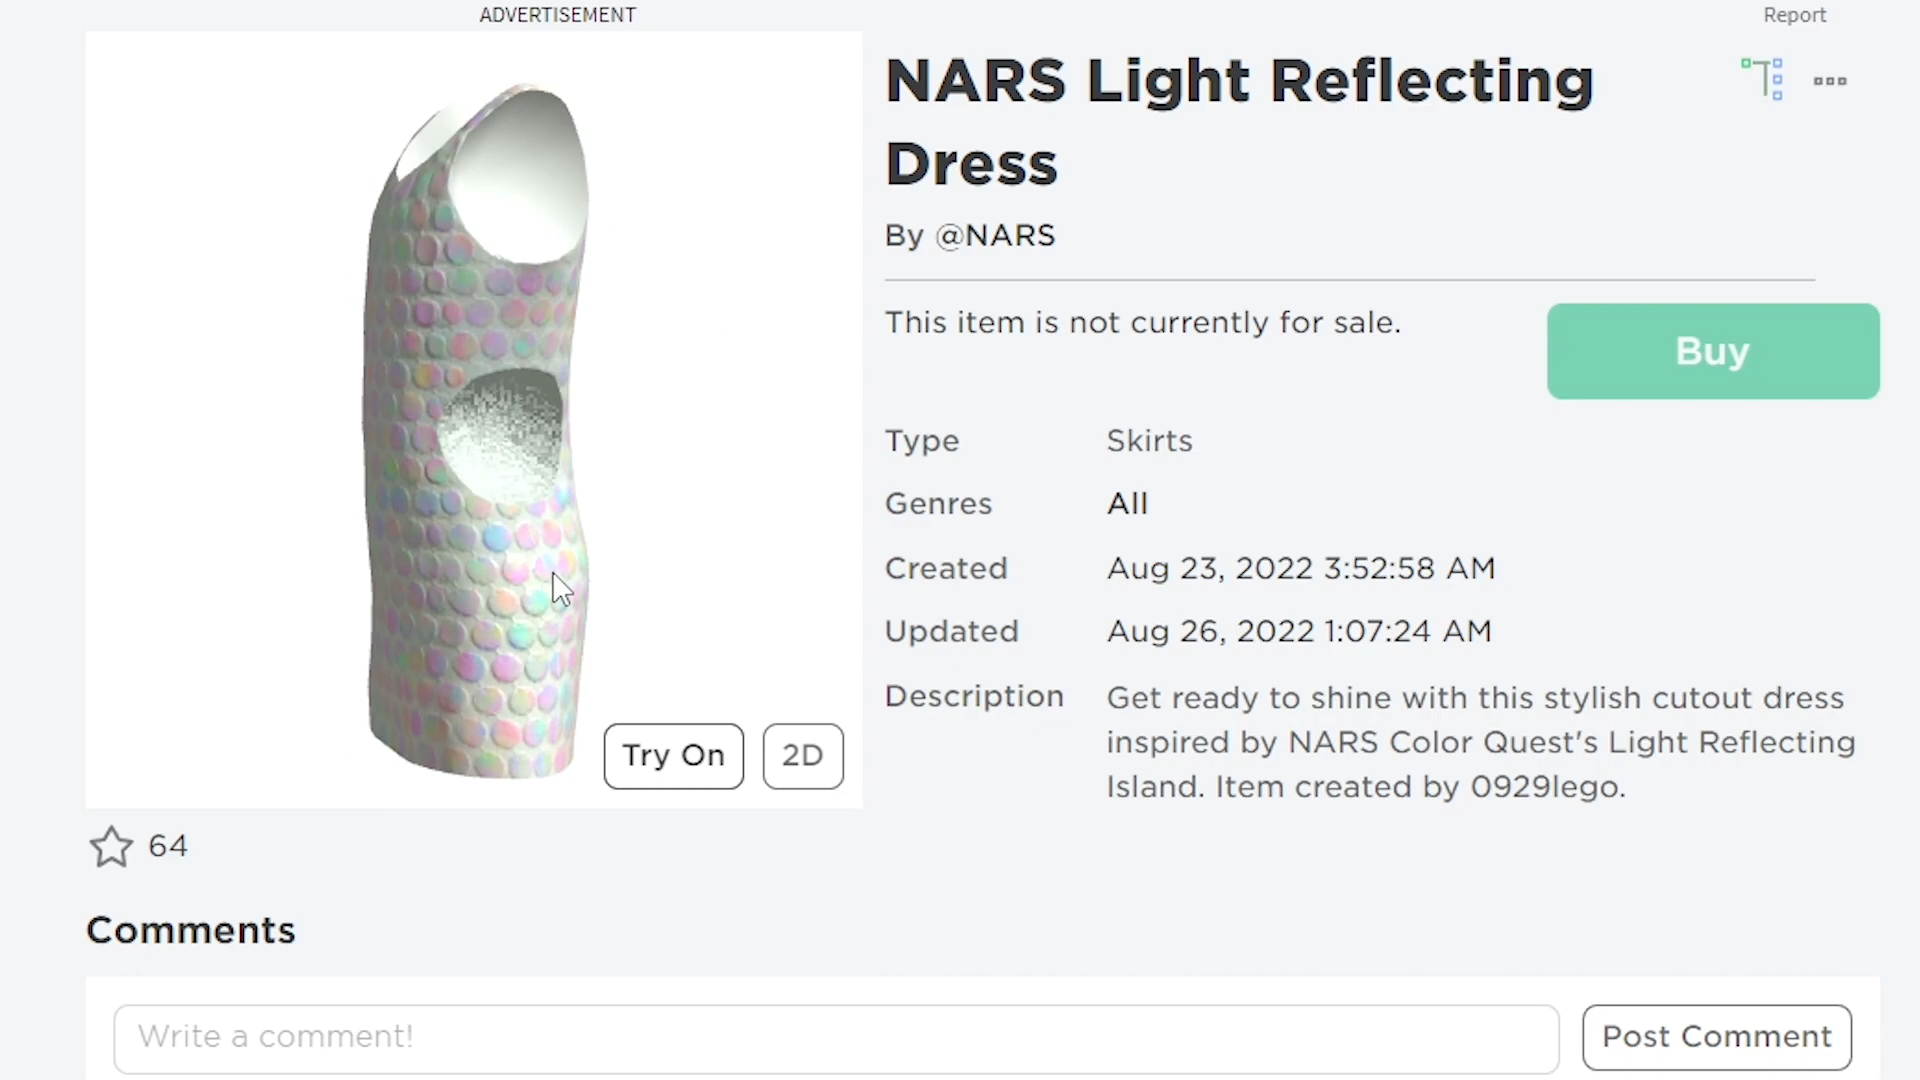 ADVERTISEMENT
Report
NARS Light Reflecting
Dress
By @NARS
This item is not currently for sale.
Buy
Type Skirts
Genres All
Created Aug 23, 2022 3:52:58 AM
Updated Aug 26, 2022 1:07:24 AM
Description Get ready to shine with this stylish cutout dress
inspired by NARS Color Quest's Light Reflecting
Island. Item created by 0929lego.
Try On 2D
64
Comments
Write a comment!
Post Comment